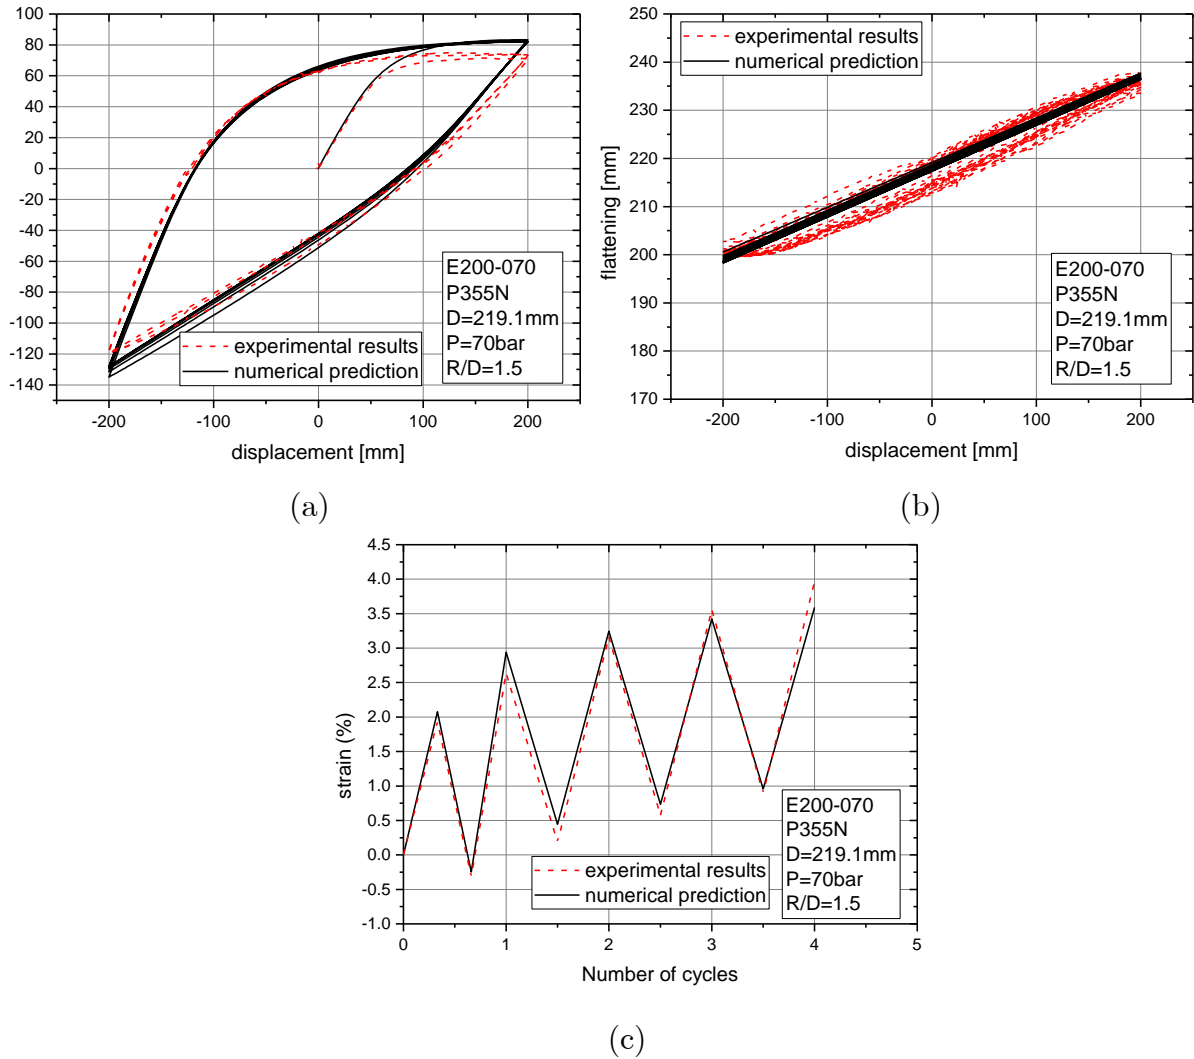 100
80
60
40
20
0
-20
-40
-60
-80
-100
-120
-140
-200
-100
0
100
200
displacement [mm]
experimental results
numerical prediction
E200-070
P355N
D=219.1mm
P=70bar
R/D=1.5
(a)
250
240
230
220
210
200
190
180
170
flattening [mm]
-200
-100
0
100
200
displacement [mm]
experimental results
numerical prediction
E200-070
P355N
D=219.1mm
P=70bar
R/D=1.5
(b)
4.5
4.0
3.5
3.0
2.5
2.0
1.5
1.0
0.5
0.0
-0.5
-1.0
strain (%)
0
1
2
3
4
5
Number of cycles
experimental results
numerical prediction
E200-070
P355N
D=219.1mm
P=70bar
R/D=1.5
(c)